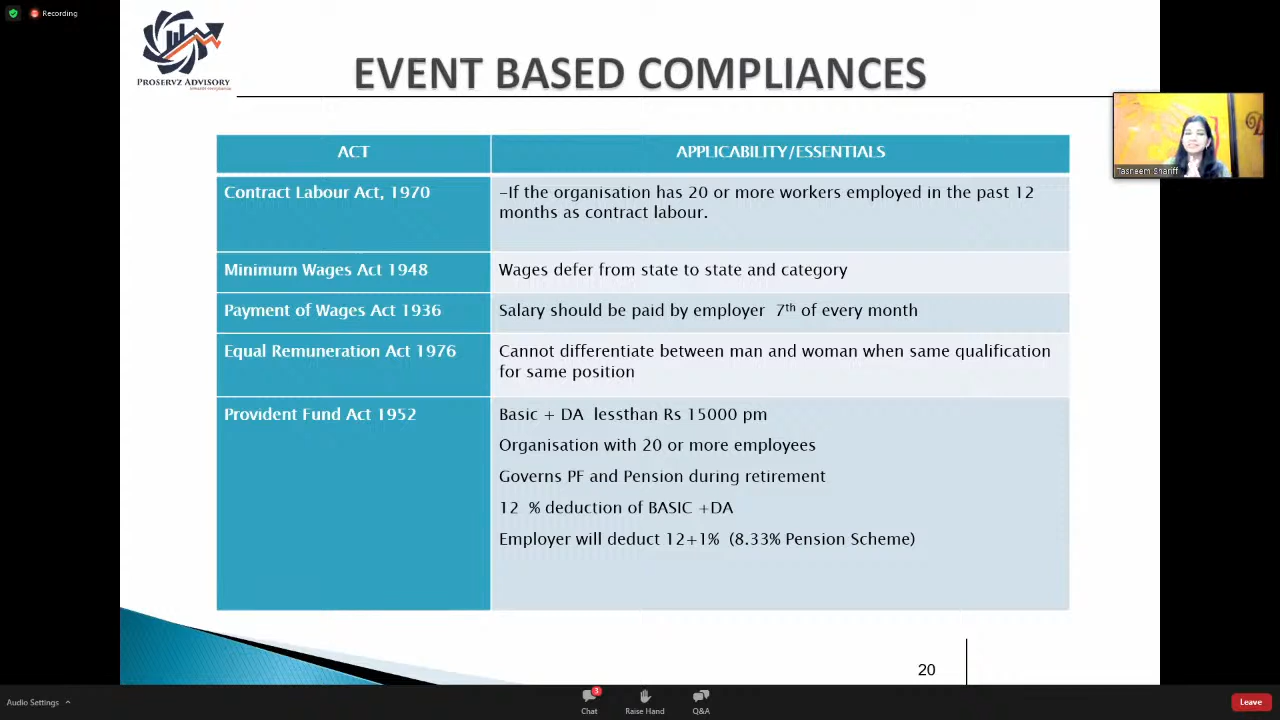 Recording
PROSERVZ ADVISORY
EVENT BASED COMPLIANCES
Tasneem Shariff
ACT
APPLICABILITY/ESSENTIALS
Contract Labour Act, 1970
-If the organisation has 20 or more workers employed in the past 12
months as contract labour.
Minimum Wages Act 1948
Wages defer from state to state and category
Payment of Wages Act 1936
Salary should be paid by employer 7th of every month
Equal Remuneration Act 1976
Cannot differentiate between man and woman when same qualification
for same position
Provident Fund Act 1952
Basic + DA lessthan Rs 15000 pm
Organisation with 20 or more employees
Governs PF and Pension during retirement
12 % deduction of BASIC +DA
Employer will deduct 12+1% (8.33% Pension Scheme)
20
Audio Settings
3
Chat
Raise Hand
Q&A
Leave